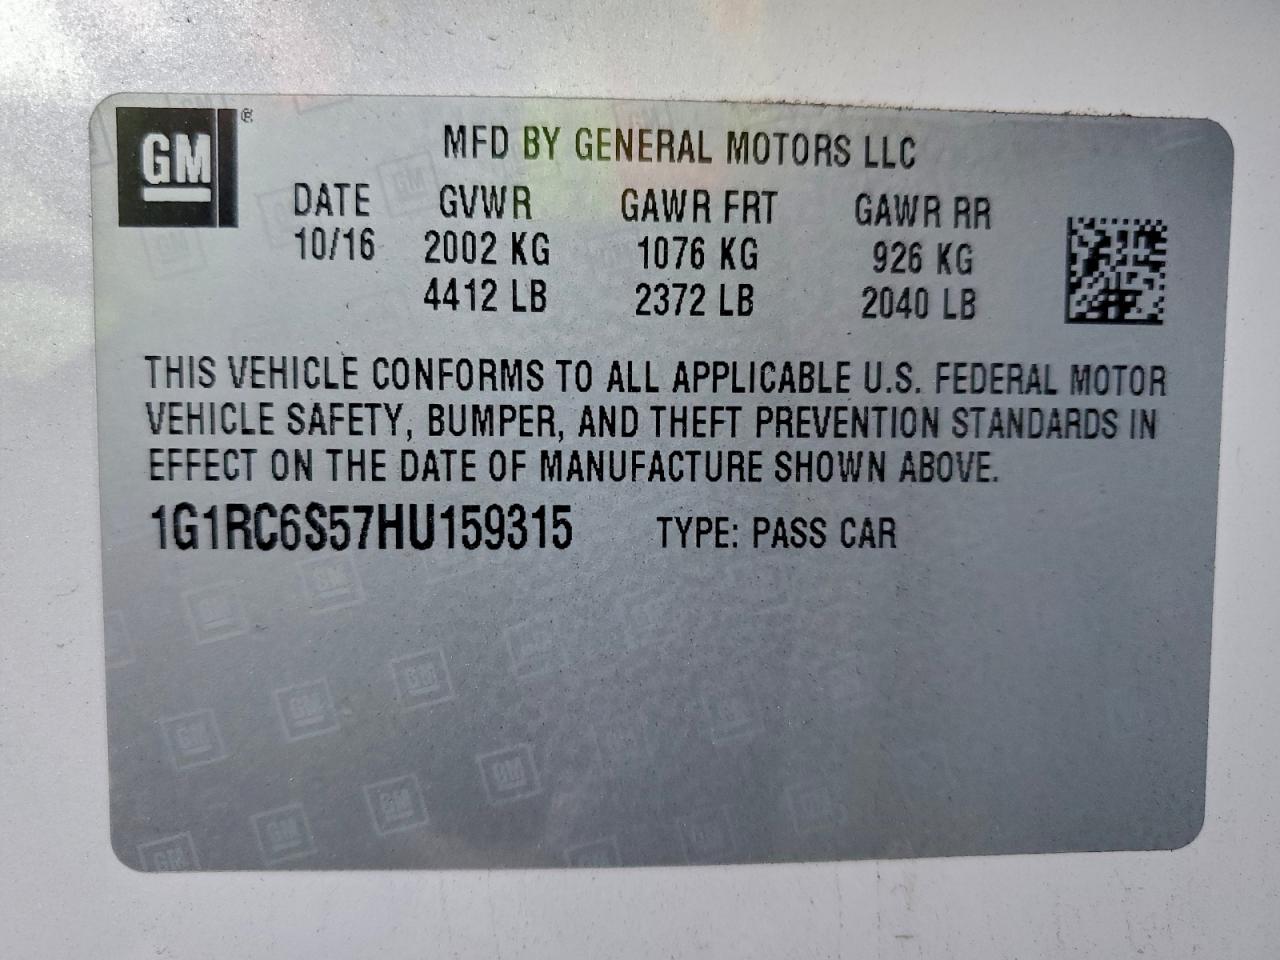 GM ®
MFD BY GENERAL MOTORS LLC
DATE GVWR GAWR FRT GAWR RR
10/16 2002 KG 1076 KG 926 KG
4412 LB 2372 LB 2040 LB
THIS VEHICLE CONFORMS TO ALL APPLICABLE U.S. FEDERAL MOTOR
VEHICLE SAFETY, BUMPER, AND THEFT PREVENTION STANDARDS IN
EFFECT ON THE DATE OF MANUFACTURE SHOWN ABOVE.
1G1RC6S57HU159315 TYPE: PASS CAR